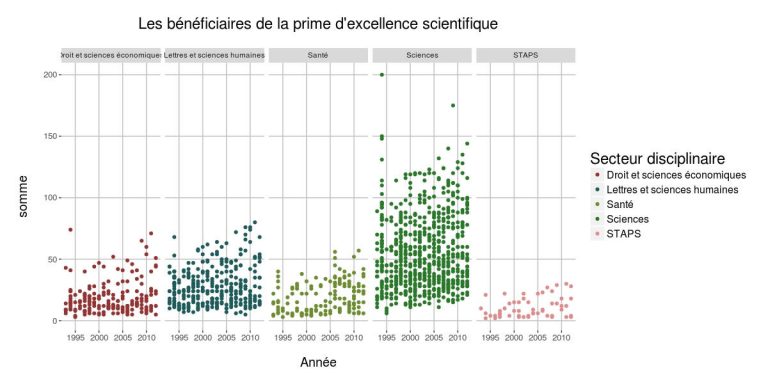 Les bénéficiaires de la prime d'excellence scientifique
Droit et sciences économiques Lettres et sciences humaines Santé Sciences STAPS
200
150
100
50
0
somme
1995 2000 2005 2010 1995 2000 2005 2010 1995 2000 2005 2010 1995 2000 2005 2010 1995 2000 2005 2010
Année
Secteur disciplinaire
Droit et sciences économiques
Lettres et sciences humaines
Santé
Sciences
STAPS